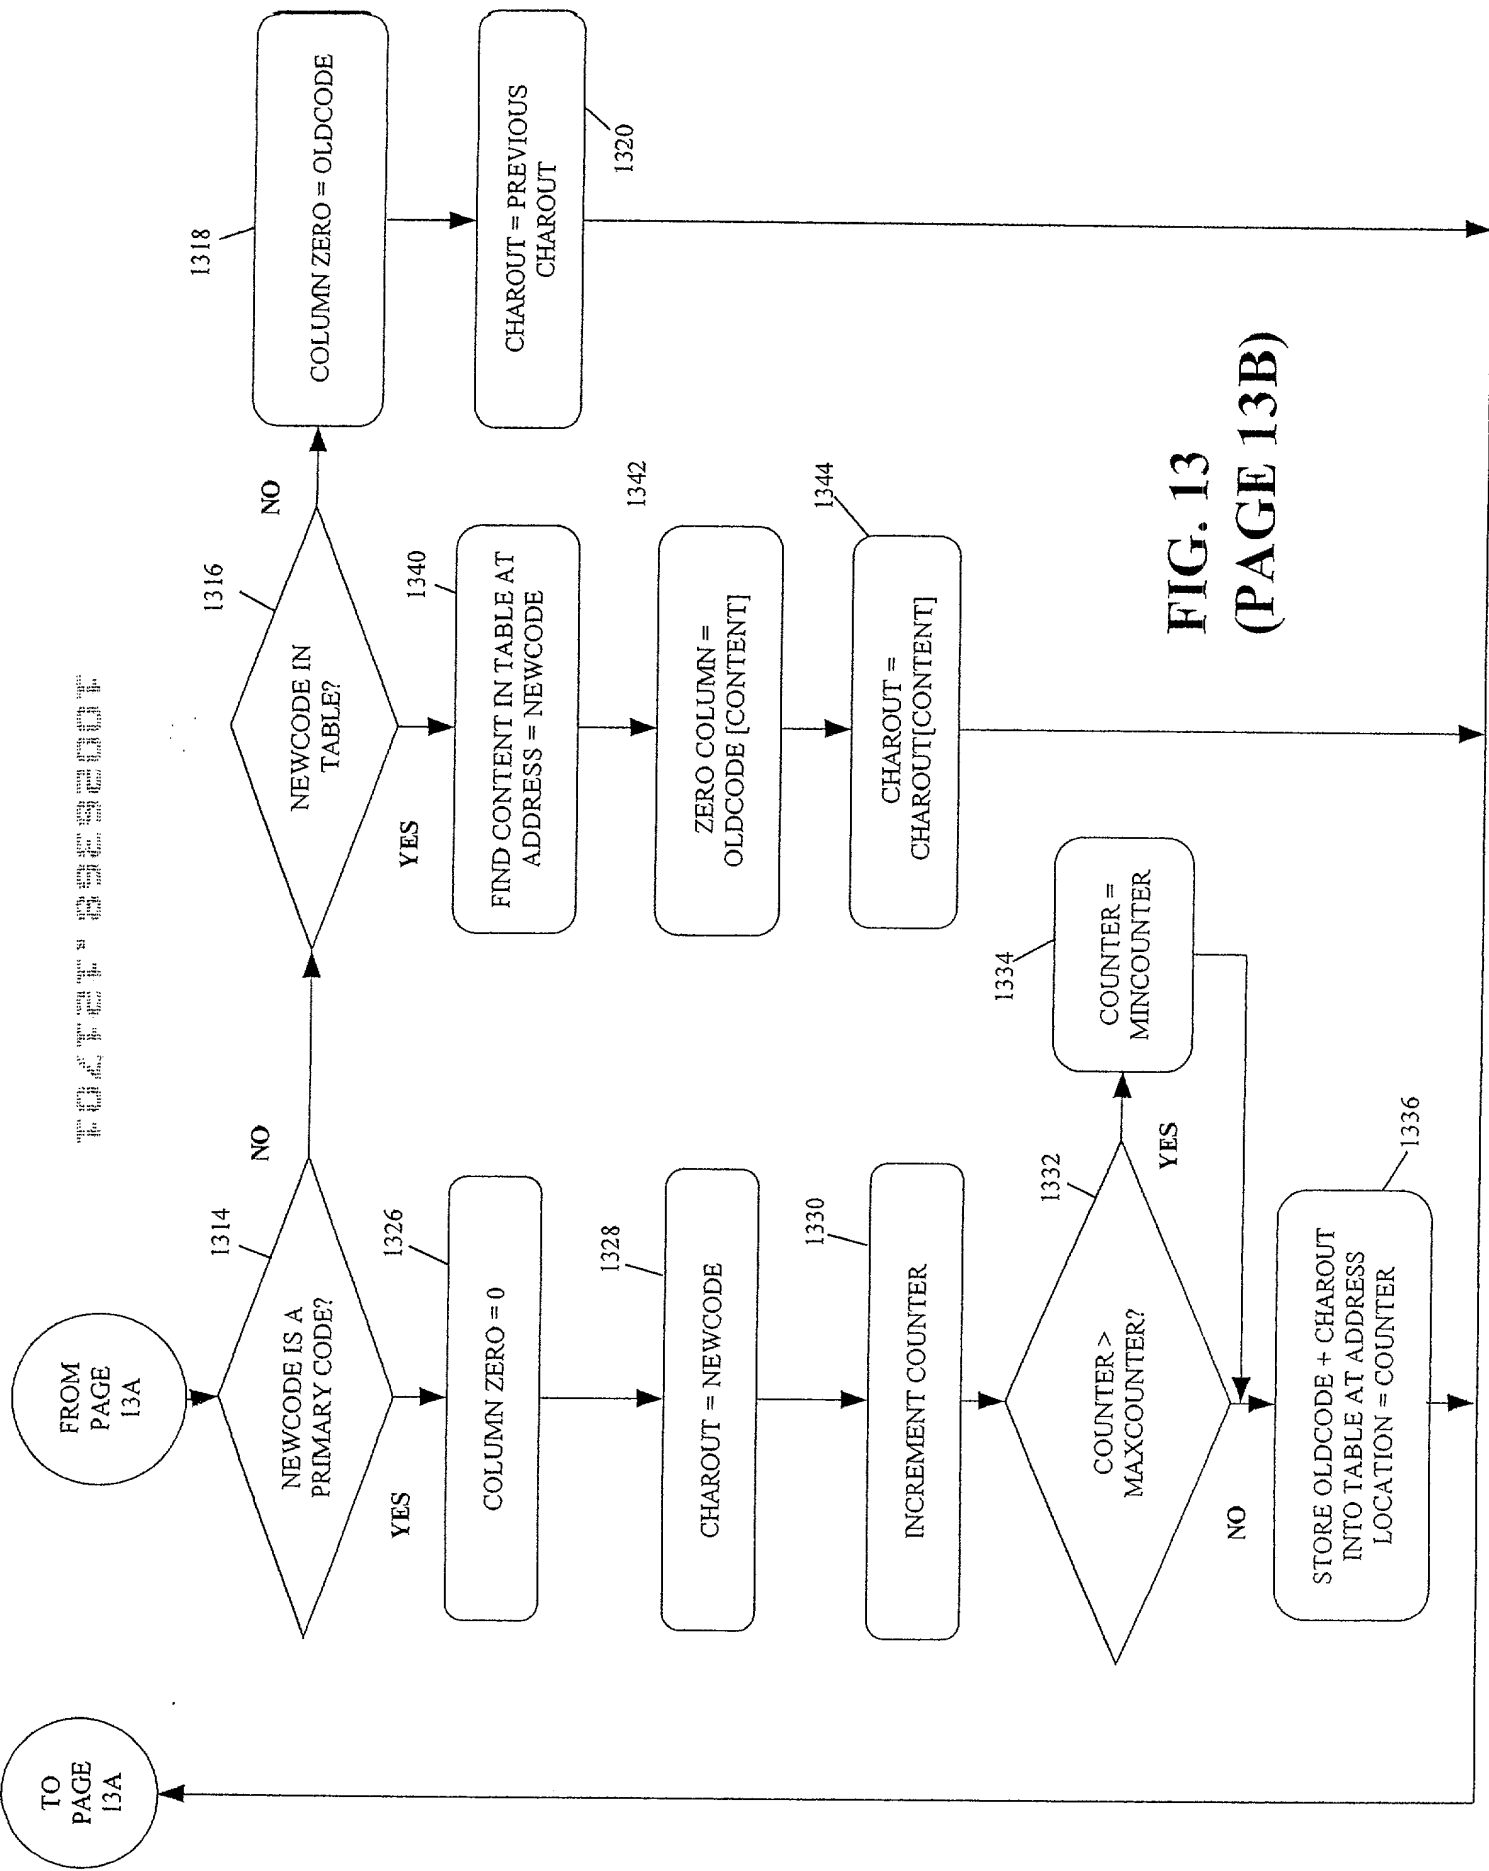 TO
PAGE
13A
FROM
PAGE
13A
1314
NEWCODE IS A
PRIMARY CODE?
NO
YES
1326
COLUMN ZERO = 0
1328
CHAROUT = NEWCODE
1330
INCREMENT COUNTER
1332
COUNTER >
MAXCOUNTER?
YES
NO
1334
COUNTER =
MINCOUNTER
1336
STORE OLDCODE + CHAROUT
INTO TABLE AT ADDRESS
LOCATION = COUNTER
1316
NEWCODE IN
TABLE?
NO
YES
1340
FIND CONTENT IN TABLE AT
ADDRESS = NEWCODE
1342
ZERO COLUMN =
OLDCODE [CONTENT]
1344
CHAROUT =
CHAROUT[CONTENT]
1318
COLUMN ZERO = OLDCODE
1320
CHAROUT = PREVIOUS
CHAROUT
FIG. 13
(PAGE 13B)